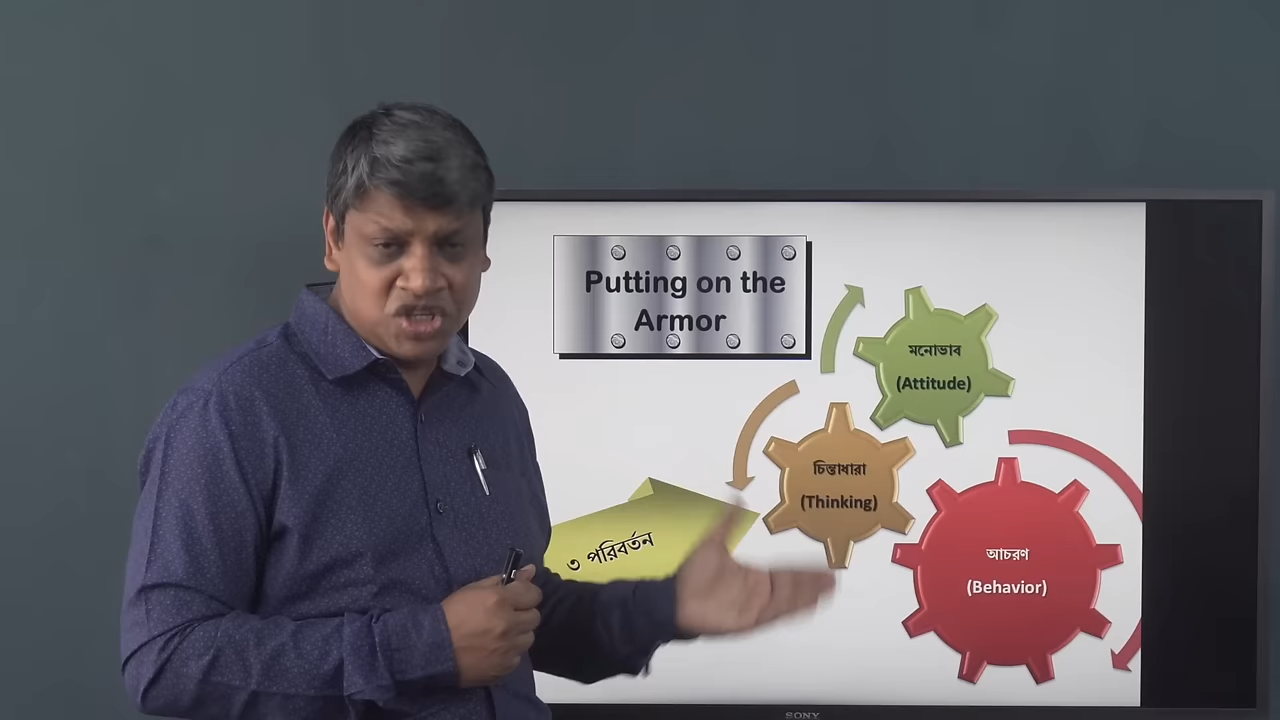 Putting on the
Armor
মনোভাব
(Attitude)
চিন্তাধারা
(Thinking)
৩ পরিবর্তন
আচরণ
(Behavior)
SONY